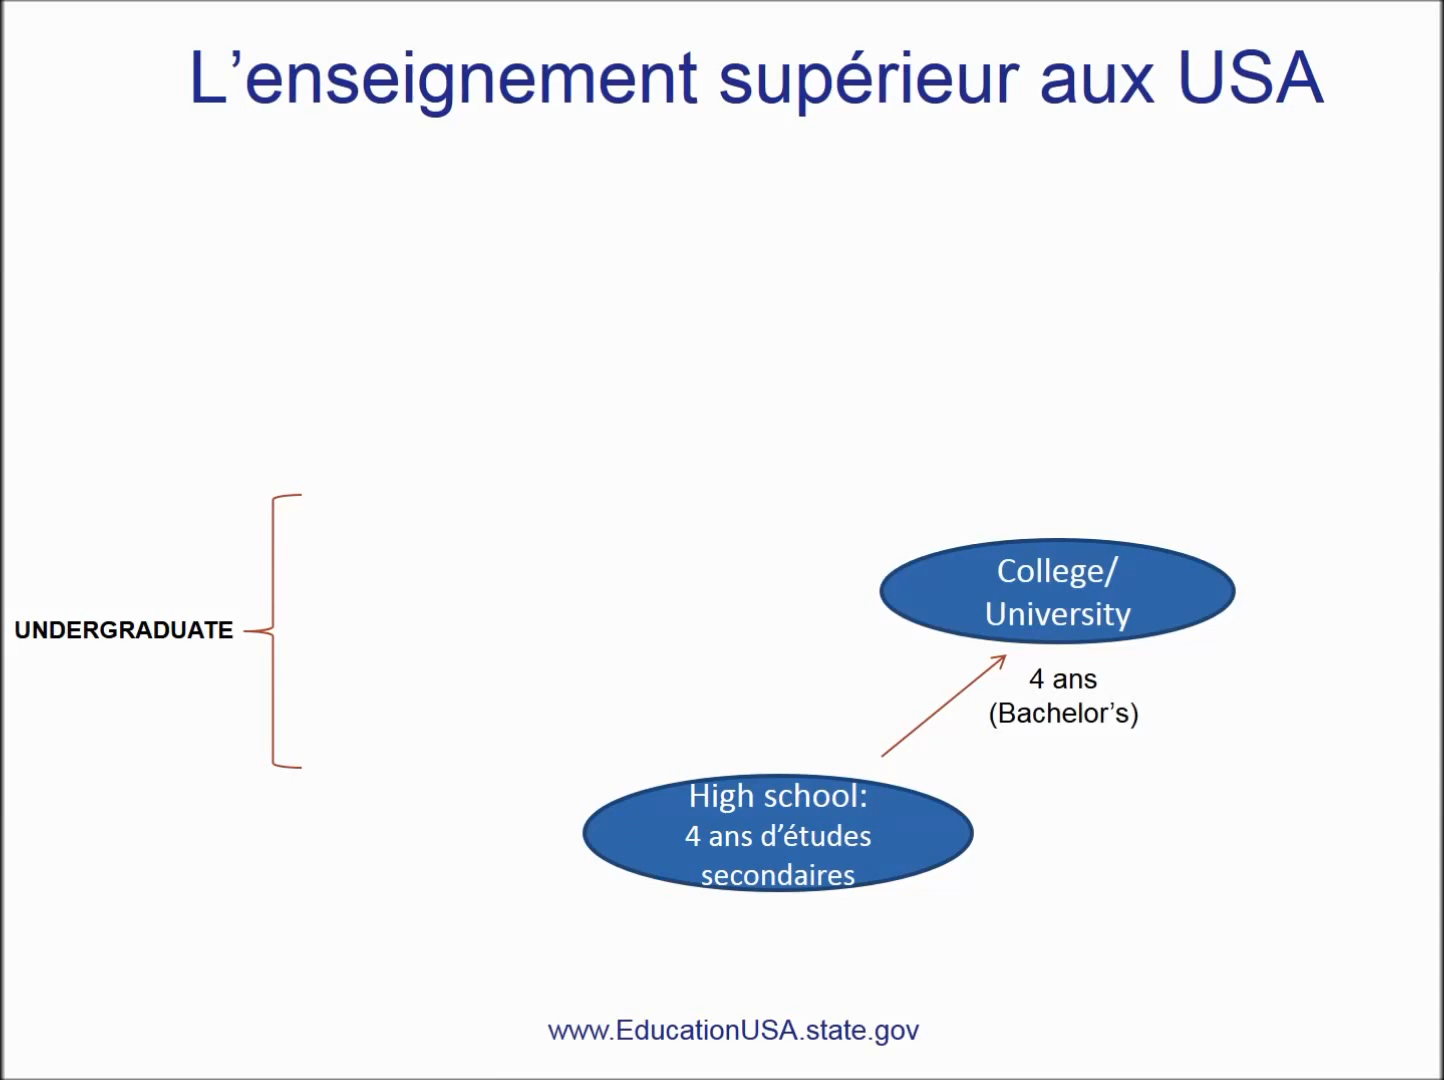 L’enseignement supérieur aux USA
College/
University
UNDERGRADUATE
4 ans
(Bachelor’s)
High school:
4 ans d’études
secondaires
www.EducationUSA.state.gov